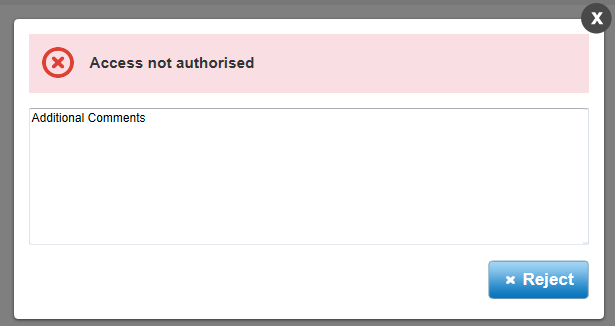 X
Access not authorised
Additional Comments
Reject